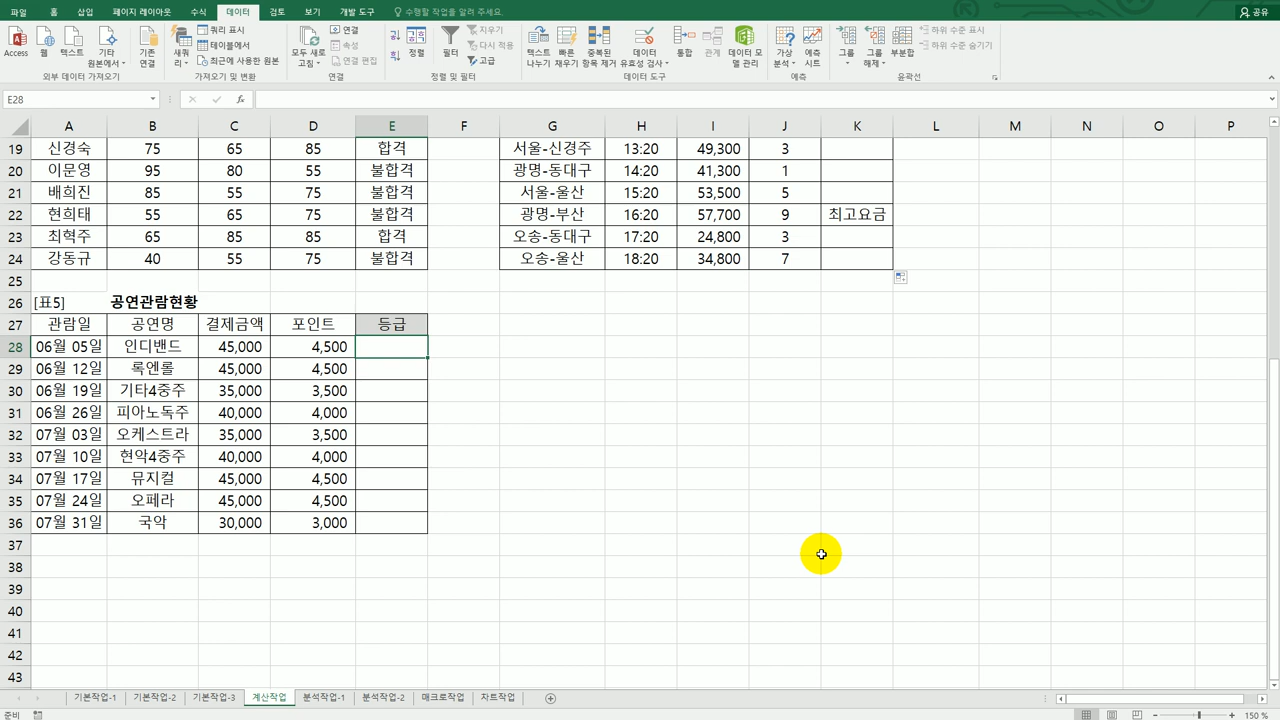 파일 홈 삽입 페이지 레이아웃 수식 데이터 검토 보기 개발 도구 수행할 작업을 알려 주세요. 공유
Access 웹 텍스트 기타 원본에서 기존 연결 새쿼리 쿼리 표시 테이블에서 최근에 사용한 원본 모두 새로 고침 연결 속성 연결 편집 정렬 필터 지우기 다시 적용 고급 텍스트 나누기 빠른 채우기 중복된 항목 제거 데이터 유효성 검사 통합 관계 데이터 모델 관리 가상 분석 예측 시트 그룹 그룹 해제 부분합 하위 수준 표시 하위 수준 숨기기
외부 데이터 가져오기 가져오기 및 변환 연결 정렬 및 필터 데이터 도구 예측 윤곽선
E28 fx
A B C D E F G H I J K L M N O P
19 신경숙 75 65 85 합격 서울-신경주 13:20 49,300 3
20 이문영 95 80 55 불합격 광명-동대구 14:20 41,300 1
21 배희진 85 55 75 불합격 서울-울산 15:20 53,500 5
22 현희태 55 65 75 불합격 광명-부산 16:20 57,700 9 최고요금
23 최혁주 65 85 85 합격 오송-동대구 17:20 24,800 3
24 강동규 40 55 75 불합격 오송-울산 18:20 34,800 7
25
26 [표5] 공연관람현황
27 관람일 공연명 결제금액 포인트 등급
28 06월 05일 인디밴드 45,000 4,500
29 06월 12일 록엔롤 45,000 4,500
30 06월 19일 기타4중주 35,000 3,500
31 06월 26일 피아노독주 40,000 4,000
32 07월 03일 오케스트라 35,000 3,500
33 07월 10일 현악4중주 40,000 4,000
34 07월 17일 뮤지컬 45,000 4,500
35 07월 24일 오페라 45,000 4,500
36 07월 31일 국악 30,000 3,000
37
38
39
40
41
42
43
기본작업-1 기본작업-2 기본작업-3 계산작업 분석작업-1 분석작업-2 매크로작업 차트작업
준비 150 %